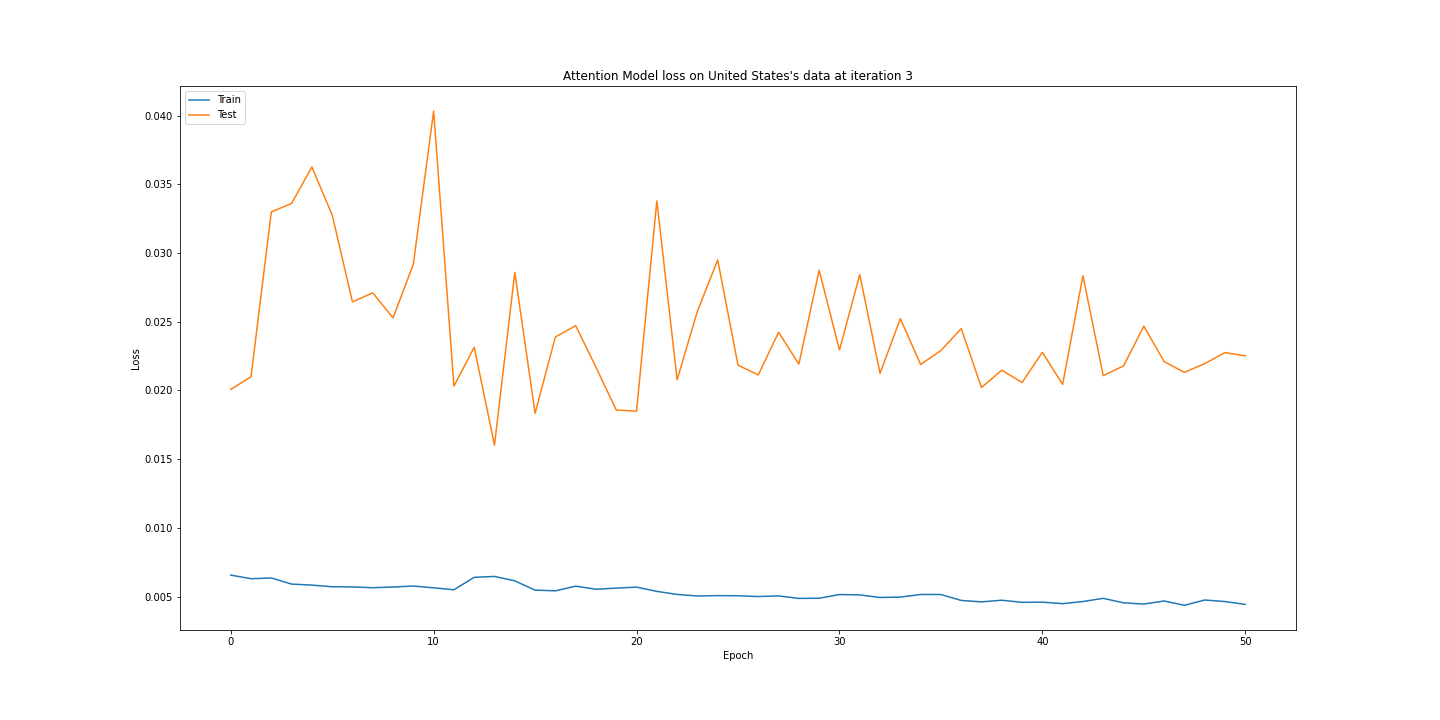 Attention Model loss on United States's data at iteration 3
Train
Test
0.040
0.035
0.030
0.025
0.020
0.015
0.010
0.005
Loss
0 10 20 30 40 50
Epoch